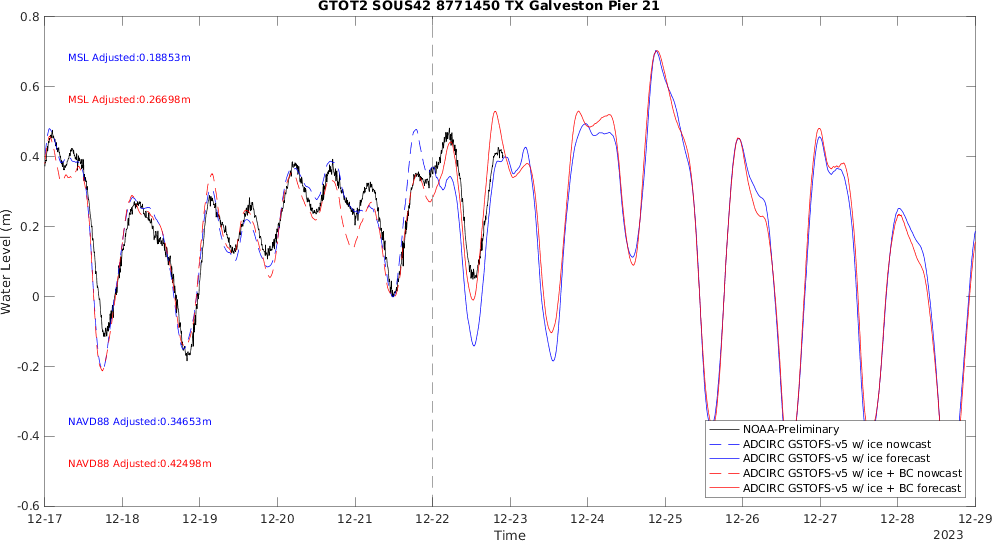 GTOT2 SOUS42 8771450 TX Galveston Pier 21
0.8
0.6
0.4
0.2
0
-0.2
-0.4
-0.6
Water Level (m)
MSL Adjusted:0.18853m
MSL Adjusted:0.26698m
NAVD88 Adjusted:0.34653m
NAVD88 Adjusted:0.42498m
NOAA-Preliminary
ADCIRC GSTOFS-v5 w/ ice nowcast
ADCIRC GSTOFS-v5 w/ ice forecast
ADCIRC GSTOFS-v5 w/ ice + BC nowcast
ADCIRC GSTOFS-v5 w/ ice + BC forecast
12-17 12-18 12-19 12-20 12-21 12-22 12-23 12-24 12-25 12-26 12-27 12-28 12-29
Time
2023